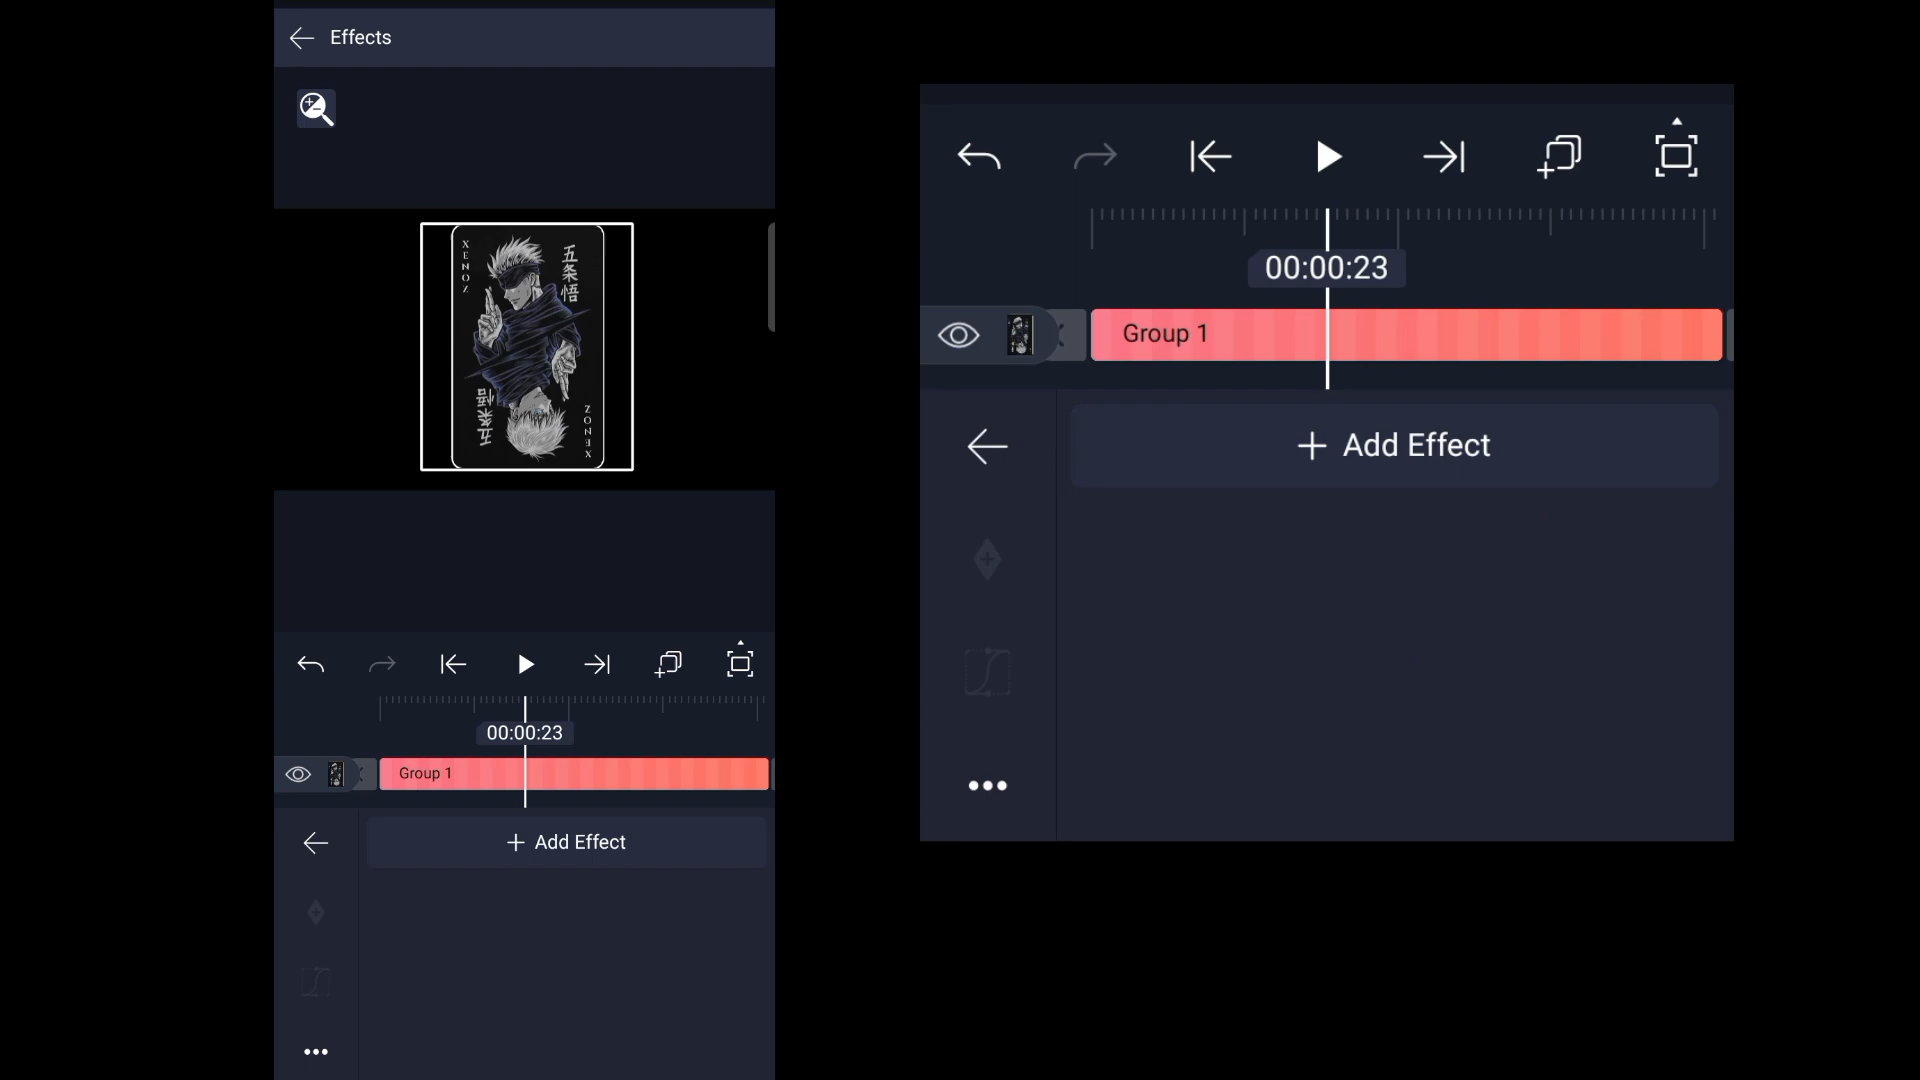 Effects
XENOZ
五条悟
五条悟
XENOZ
00:00:23
Group 1
+ Add Effect
00:00:23
Group 1
+ Add Effect